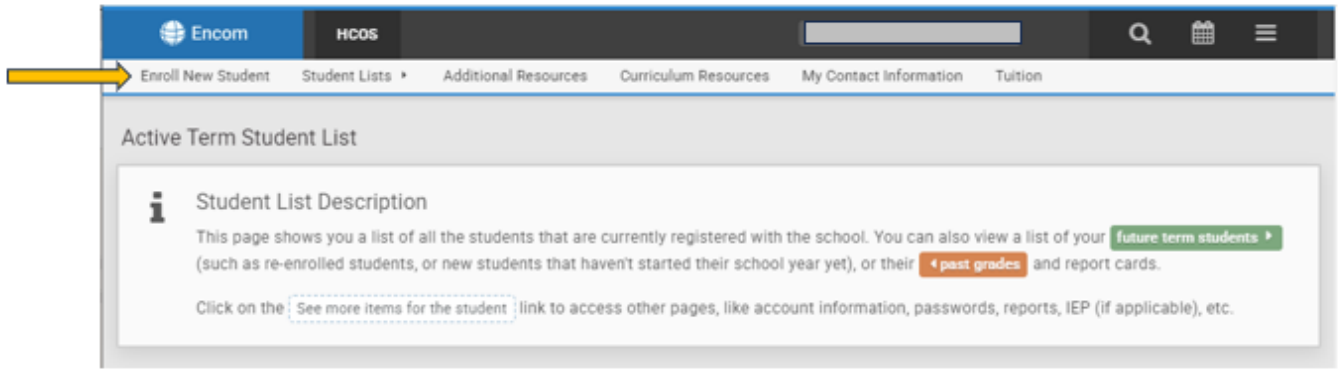 Encom HCOS
Enroll New Student Student Lists Additional Resources Curriculum Resources My Contact Information Tuition
Active Term Student List
Student List Description
This page shows you a list of all the students that are currently registered with the school. You can also view a list of your future term students
(such as re-enrolled students, or new students that haven't started their school year yet), or their past grades and report cards.
Click on the See more items for the student link to access other pages, like account information, passwords, reports, IEP (if applicable), etc.